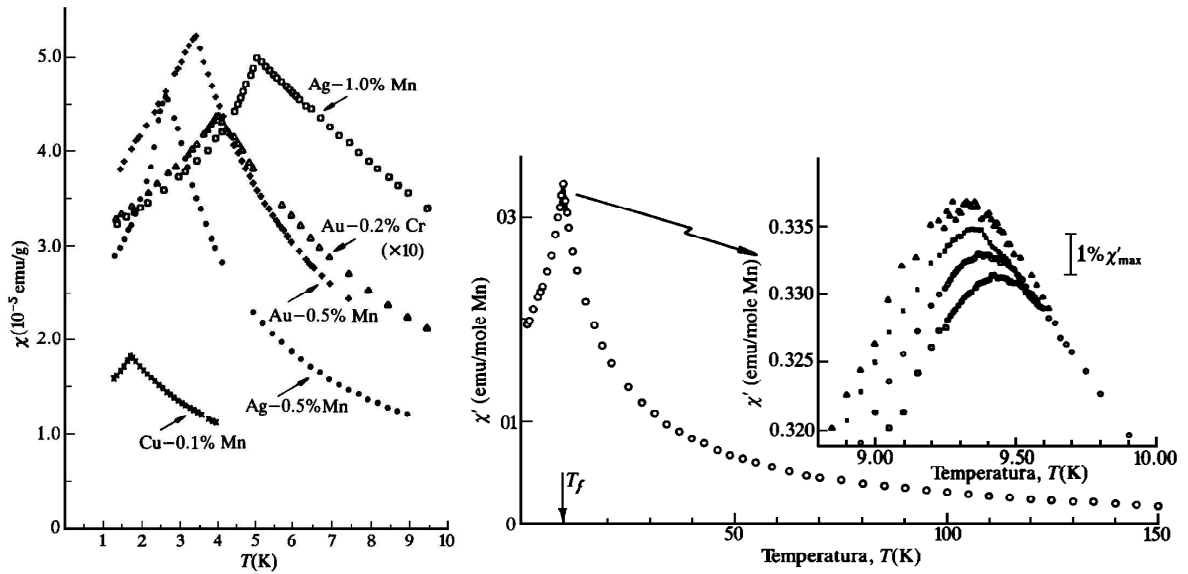 χ(10⁻⁵ emu/g)
5.0
4.0
3.0
2.0
1.0
0
1 2 3 4 5 6 7 8 9 10
T(K)
Ag–1.0% Mn
Au–0.2% Cr
(×10)
Au–0.5% Mn
Ag–0.5%Mn
Cu–0.1% Mn
χ′ (emu/mole Mn)
03
01
0
T_f
50 100 150
Temperatura, T(K)
χ′ (emu/mole Mn)
0.335
0.330
0.325
0.320
1% χ′max
9.00 9.50 10.00
Temperatura, T(K)